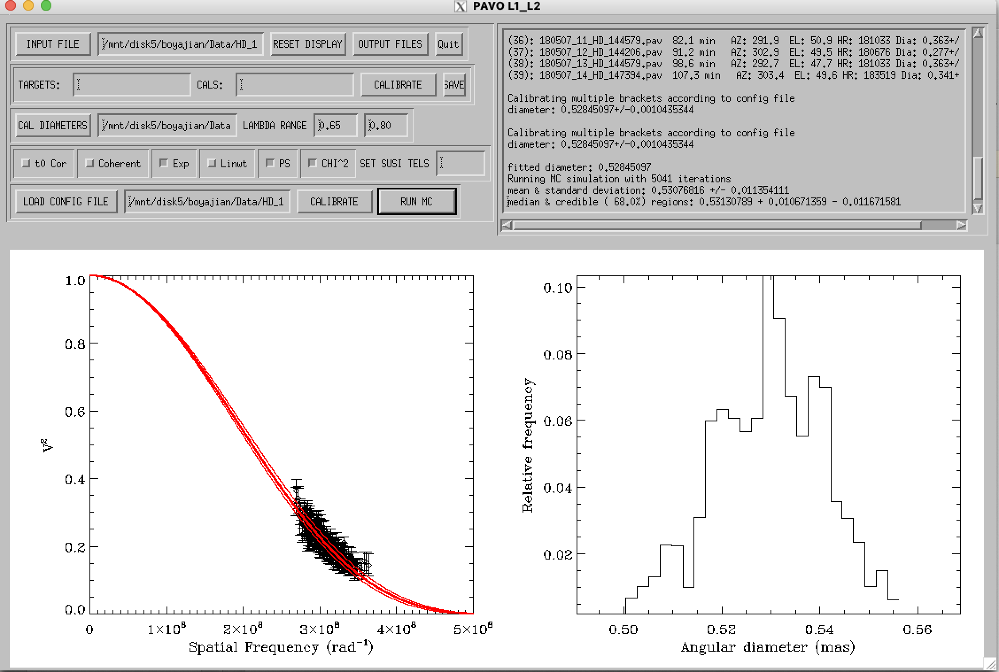 PAVO L1_L2
INPUT FILE /mnt/disk5/boyajian/Data/HD_1 RESET DISPLAY OUTPUT FILES Quit
TARGETS: CALS: CALIBRATE SAVE
CAL DIAMETERS /mnt/disk5/boyajian/Data LAMBDA RANGE 0.65 0.80
t0 Cor Coherent Exp Linwt PS CHI^2 SET SUSI TELS
LOAD CONFIG FILE /mnt/disk5/boyajian/Data/HD_1 CALIBRATE RUN MC
(36): 180507_11_HD_144579.pav 82.1 min AZ: 291.9 EL: 50.9 HR: 181033 Dia: 0.363+/
(37): 180507_12_HD_144206.pav 91.2 min AZ: 302.9 EL: 49.5 HR: 180676 Dia: 0.277+/
(38): 180507_13_HD_144579.pav 98.6 min AZ: 292.7 EL: 47.7 HR: 181033 Dia: 0.363+/
(39): 180507_14_HD_147394.pav 107.3 min AZ: 303.4 EL: 49.6 HR: 183519 Dia: 0.341+
Calibrating multiple brackets according to config file
diameter: 0.52845097+/-0.0010435344
Calibrating multiple brackets according to config file
diameter: 0.52845097+/-0.0010435344
fitted diameter: 0.52845097
Running MC simulation with 5041 iterations
mean & standard deviation: 0.53076816 +/- 0.011354111
median & credible ( 68.0%) regions: 0.53130789 + 0.010671359 - 0.011671581
1.0
0.8
0.6
0.4
0.2
0.0
V²
0 1×10⁸ 2×10⁸ 3×10⁸ 4×10⁸ 5×10⁸
Spatial Frequency (rad⁻¹)
0.10
0.08
0.06
0.04
0.02
Relative frequency
0.50 0.52 0.54 0.56
Angular diameter (mas)